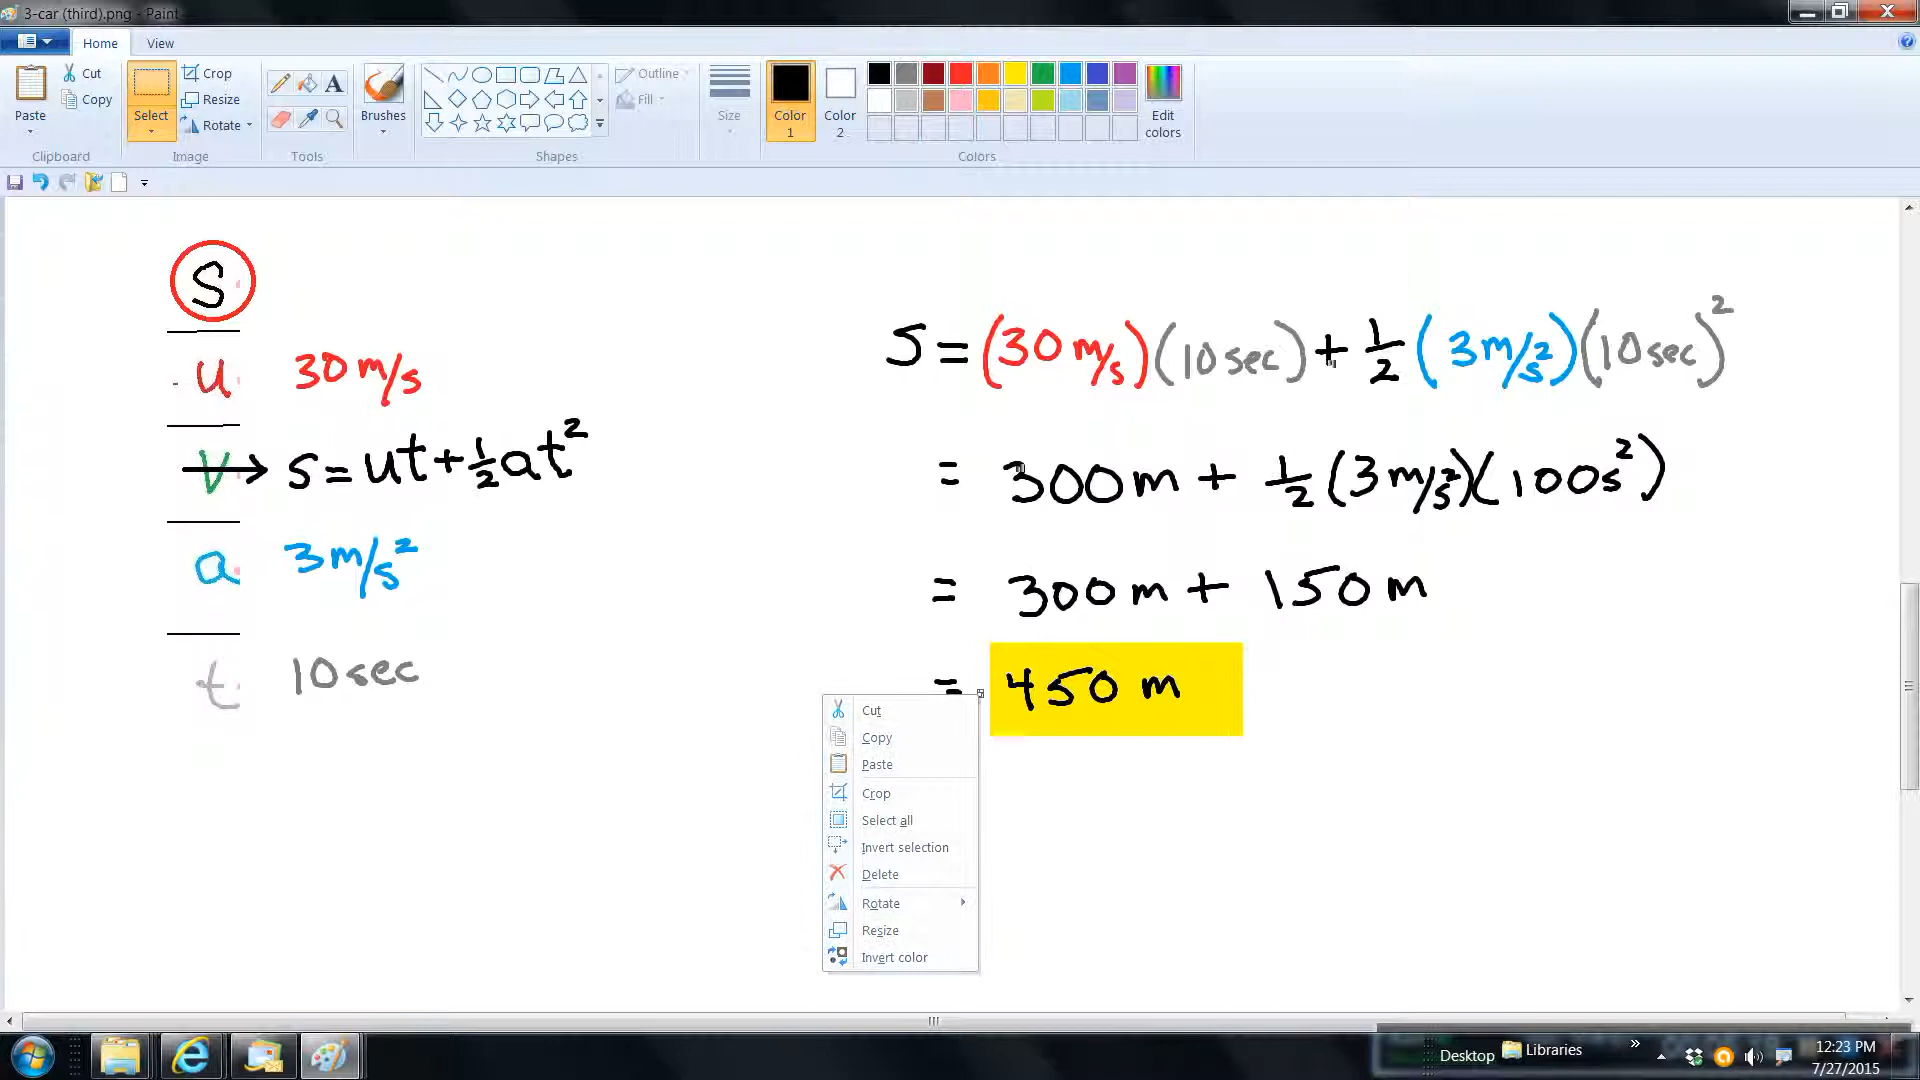 3-car (third).png - Paint
Home View
Paste
Cut
Copy
Clipboard
Select
Crop
Resize
Rotate
Image
Tools
Brushes
Shapes
Outline
Fill
Size
Color 1
Color 2
Edit colors
Colors
S
u 30 m/s
v → s = ut + ½at²
a 3 m/s²
t 10 sec
S = (30 m/s)(10 sec) + ½(3 m/s²)(10 sec)²
= 300 m + ½(3 m/s²)(100 s²)
= 300 m + 150 m
= 450 m
Cut
Copy
Paste
Crop
Select all
Invert selection
Delete
Rotate
Resize
Invert color
Desktop Libraries »
12:23 PM
7/27/2015